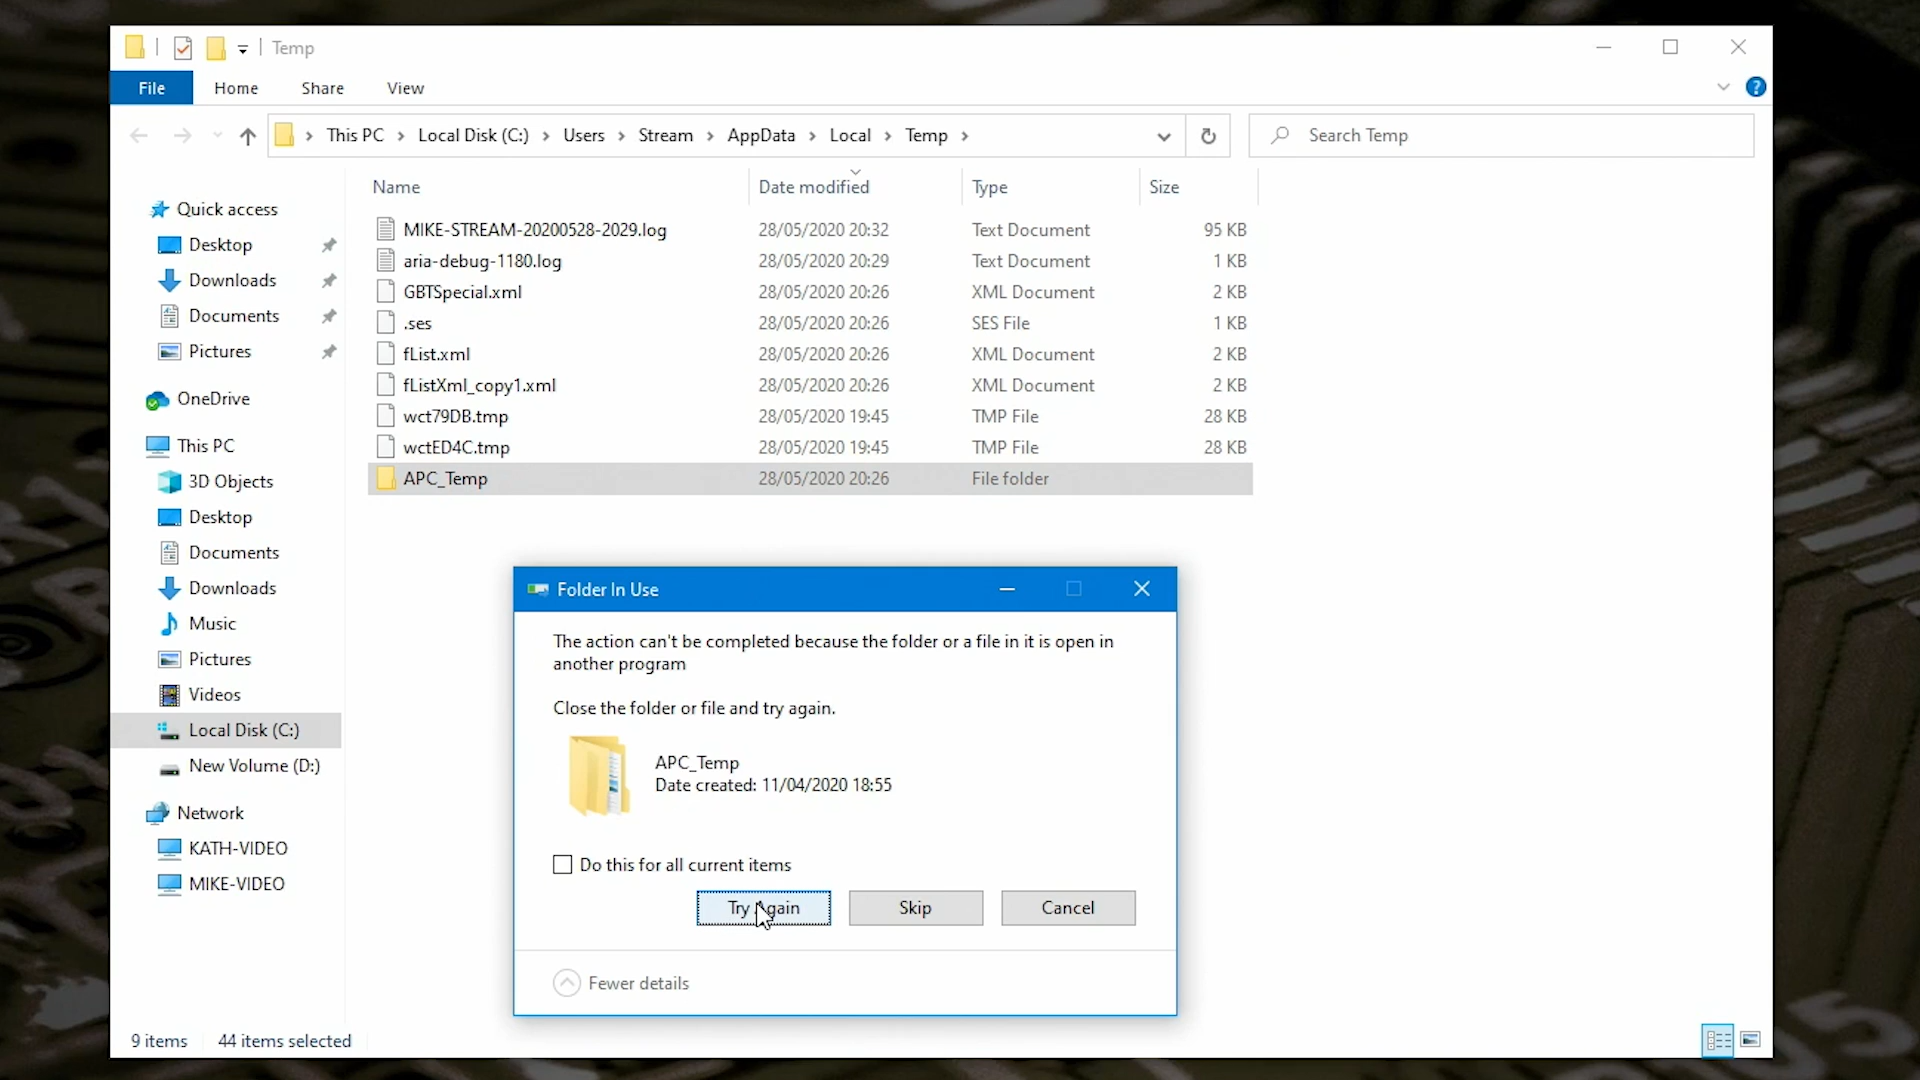 Temp
File Home Share View
This PC Local Disk (C:) Users Stream AppData Local Temp
Search Temp
Name Date modified Type Size
Quick access
Desktop
Downloads
Documents
Pictures
OneDrive
This PC
3D Objects
Desktop
Documents
Downloads
Music
Pictures
Videos
Local Disk (C:)
New Volume (D:)
Network
KATH-VIDEO
MIKE-VIDEO
MIKE-STREAM-20200528-2029.log 28/05/2020 20:32 Text Document 95 KB
aria-debug-1180.log 28/05/2020 20:29 Text Document 1 KB
GBTSpecial.xml 28/05/2020 20:26 XML Document 2 KB
.ses 28/05/2020 20:26 SES File 1 KB
fList.xml 28/05/2020 20:26 XML Document 2 KB
fListXml_copy1.xml 28/05/2020 20:26 XML Document 2 KB
wct79DB.tmp 28/05/2020 19:45 TMP File 28 KB
wctED4C.tmp 28/05/2020 19:45 TMP File 28 KB
APC_Temp 28/05/2020 20:26 File folder
Folder In Use
The action can't be completed because the folder or a file in it is open in
another program
Close the folder or file and try again.
APC_Temp
Date created: 11/04/2020 18:55
Do this for all current items
Try Again Skip Cancel
Fewer details
9 items 44 items selected